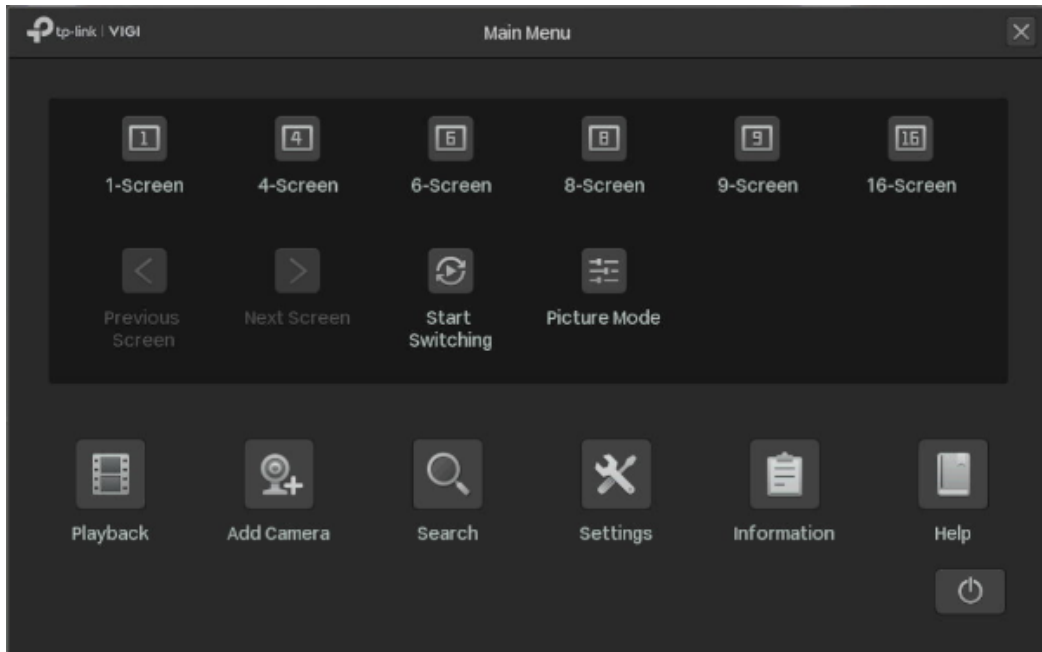 tp-link | VIGI
Main Menu
1 4 6 8 9 16
1-Screen 4-Screen 6-Screen 8-Screen 9-Screen 16-Screen
Previous Screen Next Screen Start Switching Picture Mode
Playback Add Camera Search Settings Information Help